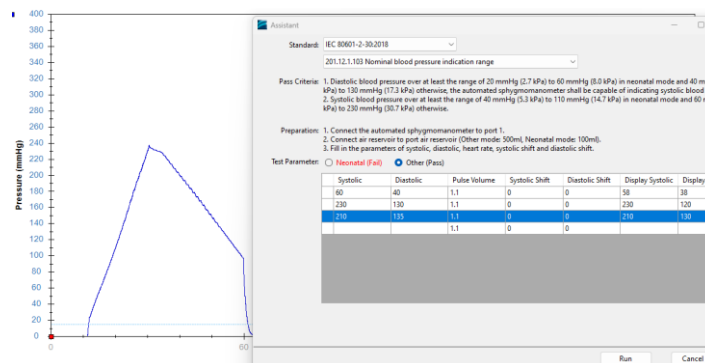 400
380
360
340
320
300
280
260
240
220
200
180
160
140
120
100
80
60
40
20
0
Pressure (mmHg)
0
60
Assistant
Standard: IEC 80601-2-30:2018
201.12.1.103 Nominal blood pressure indication range
Pass Criteria: 1. Diastolic blood pressure over at least the range of 20 mmHg (2.7 kPa) to 60 mmHg (8.0 kPa) in neonatal mode and 40 m
kPa) to 130 mmHg (17.3 kPa) otherwise, the automated sphygmomanometer shall be capable of indicating systolic blood
2. Systolic blood pressure over at least the range of 40 mmHg (5.3 kPa) to 110 mmHg (14.7 kPa) in neonatal mode and 60 m
kPa) to 230 mmHg (30.7 kPa) otherwise.
Preparation: 1. Connect the automated sphygmomanometer to port 1.
2. Connect air reservoir to port air reservoir (Other mode: 500ml, Neonatal mode: 100ml).
3. Fill in the parameters of systolic, diastolic, heart rate, systolic shift and diastolic shift.
Test Parameter: Neonatal (Fail) Other (Pass)
Systolic Diastolic Pulse Volume Systolic Shift Diastolic Shift Display Systolic Display
60 40 1.1 0 0 58 38
230 130 1.1 0 0 230 120
210 135 1.1 0 0 210 130
1.1 0 0
Run Cancel